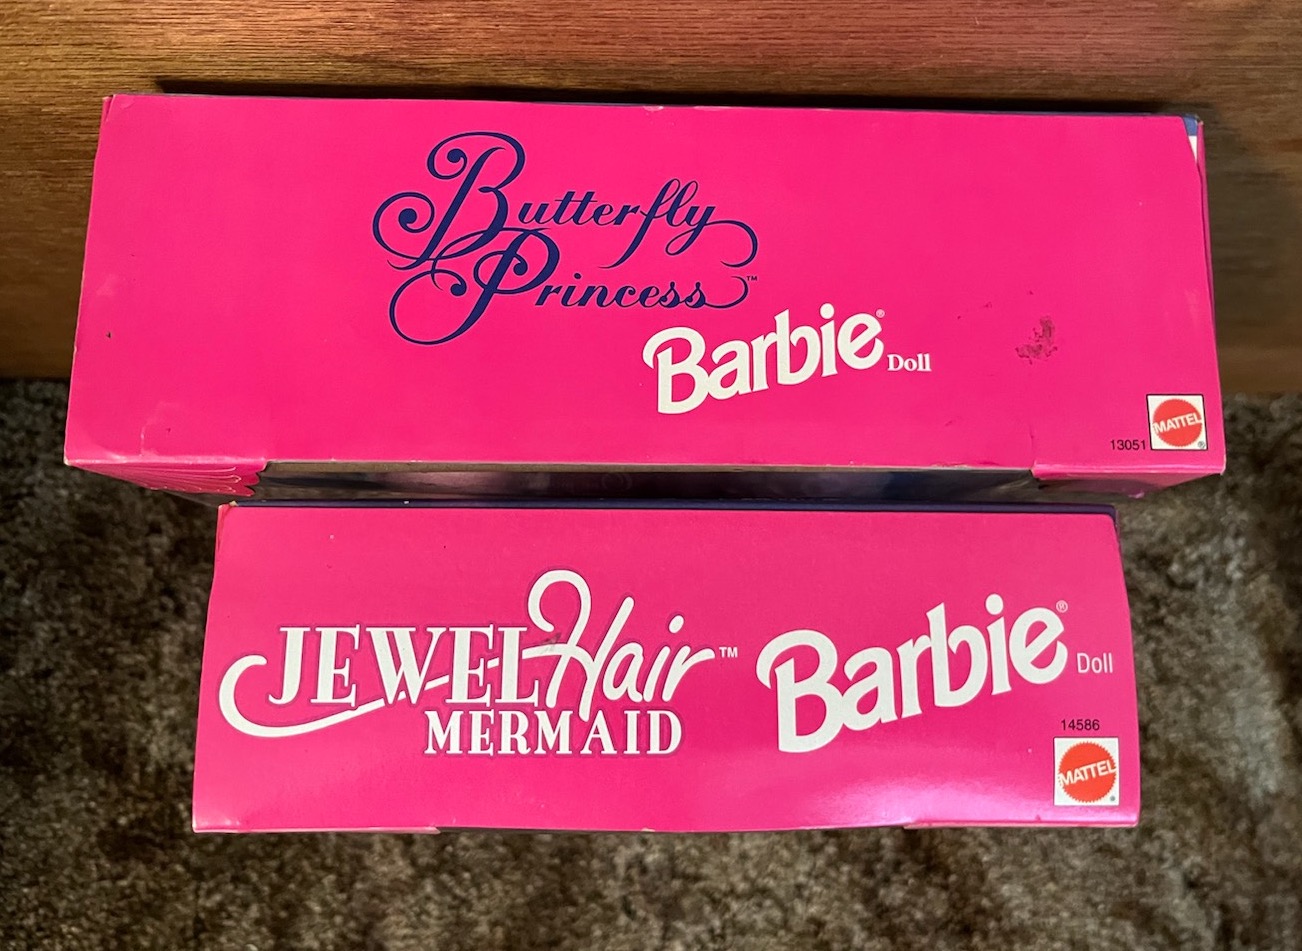 Butterfly
Princess™
Barbie® Doll
13051
MATTEL®
JEWEL Hair™
MERMAID
Barbie® Doll
14586
MATTEL®